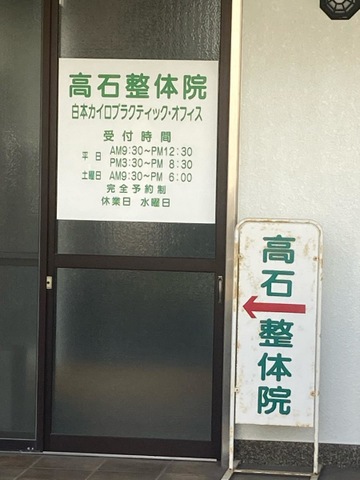 高石整体院
白本カイロプラクティック・オフィス
受付時間
平日 AM9:30~PM12:30
PM3:30~PM 8:30
土曜日 AM9:30~PM 6:00
完全予約制
休業日 水曜日
高石
整体院